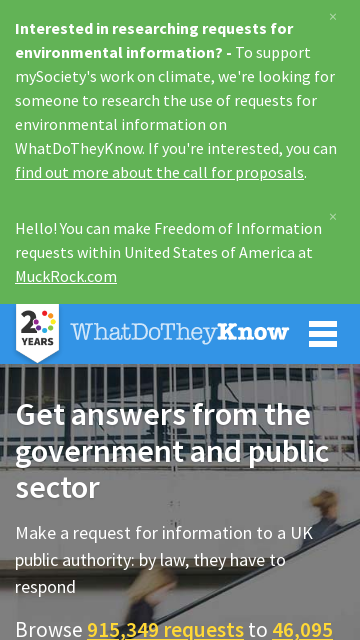 ×
Interested in researching requests for
environmental information? - To support
mySociety's work on climate, we're looking for
someone to research the use of requests for
environmental information on
WhatDoTheyKnow. If you're interested, you can
find out more about the call for proposals.
×
Hello! You can make Freedom of Information
requests within United States of America at
MuckRock.com
20
YEARS
WhatDoTheyKnow
Get answers from the
government and public
sector
Make a request for information to a UK
public authority: by law, they have to
respond
Browse 915,349 requests to 46,095